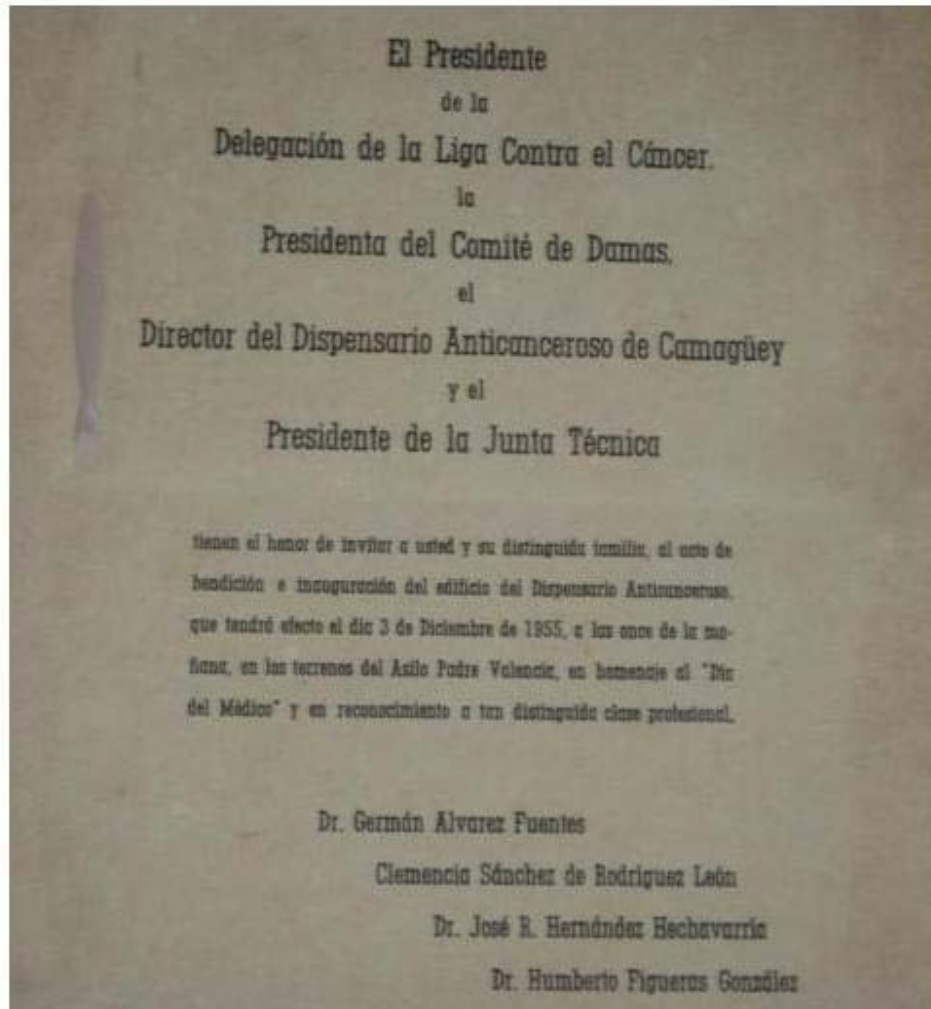 El Presidente
de la
Delegación de la Liga Contra el Cáncer,
la
Presidenta del Comité de Damas,
el
Director del Dispensario Anticanceroso de Camagüey
y el
Presidente de la Junta Técnica
tienen el honor de invitar a usted y su distinguida familia, al acto de
bendición e inauguración del edificio del Dispensario Anticanceroso,
que tendrá efecto el día 3 de Diciembre de 1955, a las once de la ma-
ñana, en los terrenos del Asilo Padre Valencia, en homenaje al "Día
del Médico" y en reconocimiento a tan distinguida clase profesional.
Dr. Germán Alvarez Fuentes
Clemencia Sánchez de Rodríguez León
Dr. José R. Hernández Hechavarría
Dr. Humberto Figueras González